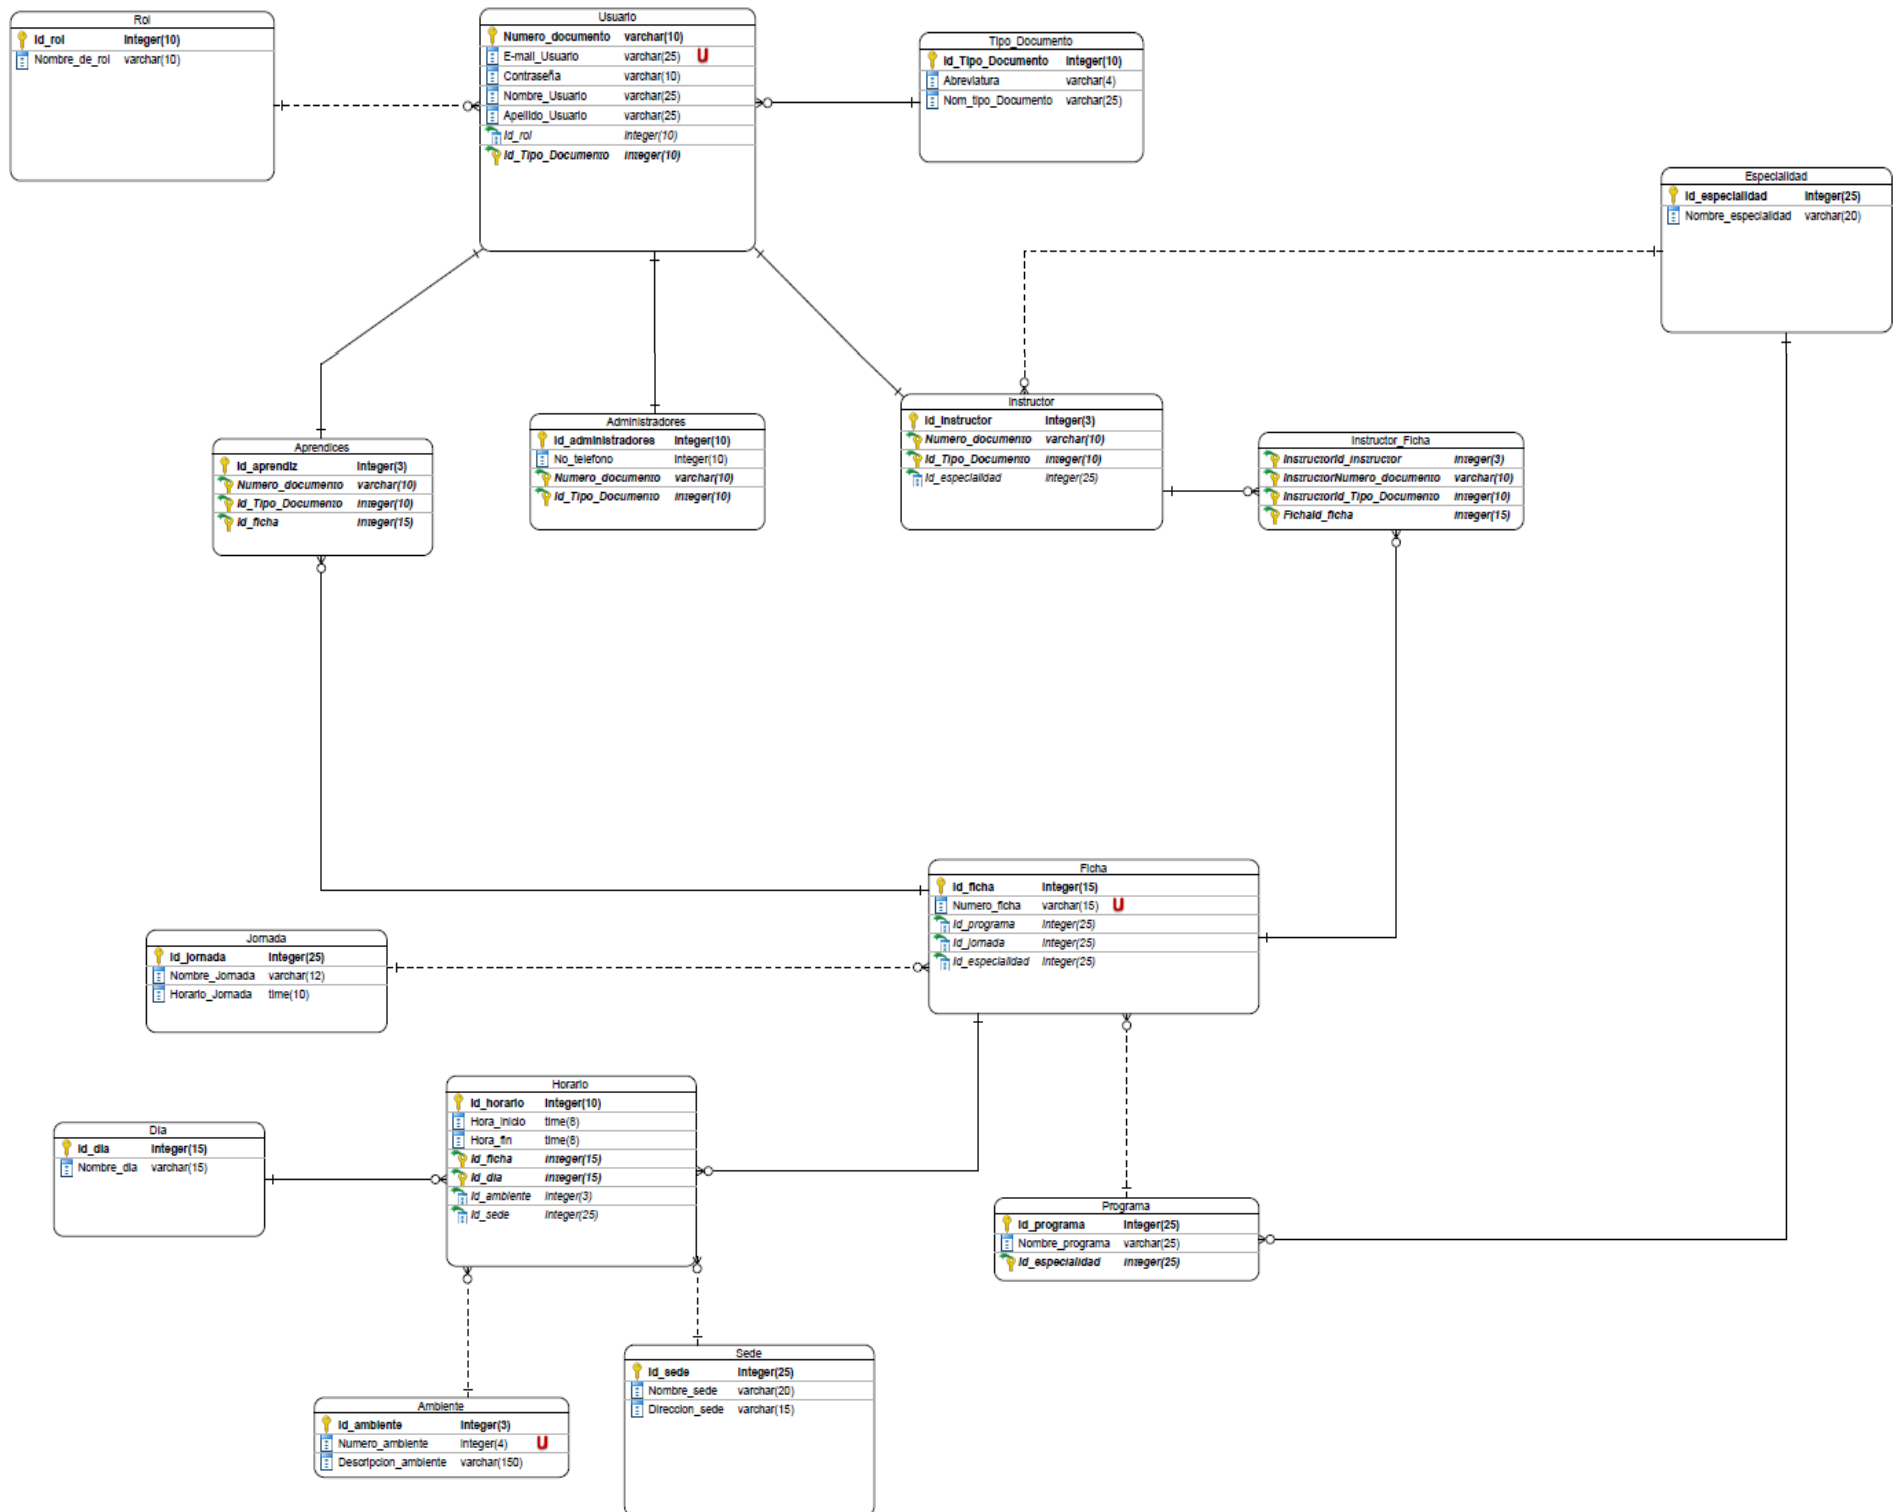 Rol
Id_rol Integer(10)
Nombre_de_rol varchar(10)
Usuario
Numero_documento varchar(10)
E-mail_Usuario varchar(25) U
Contraseña varchar(10)
Nombre_Usuario varchar(25)
Apellido_Usuario varchar(25)
Id_rol Integer(10)
Id_Tipo_Documento Integer(10)
Tipo_Documento
Id_Tipo_Documento Integer(10)
Abreviatura varchar(4)
Nom_tipo_Documento varchar(25)
Especialidad
Id_especialidad Integer(25)
Nombre_especialidad varchar(20)
Aprendices
Id_aprendiz Integer(3)
Numero_documento varchar(10)
Id_Tipo_Documento Integer(10)
Id_ficha Integer(15)
Administradores
Id_administradores Integer(10)
No_telefono Integer(10)
Numero_documento varchar(10)
Id_Tipo_Documento Integer(10)
Instructor
Id_Instructor Integer(3)
Numero_documento varchar(10)
Id_Tipo_Documento Integer(10)
Id_especialidad Integer(25)
Instructor_Ficha
InstructorId_Instructor Integer(3)
InstructorNumero_documento varchar(10)
InstructorId_Tipo_Documento Integer(10)
FichaId_ficha Integer(15)
Ficha
Id_ficha Integer(15)
Numero_ficha varchar(15) U
Id_programa Integer(25)
Id_jornada Integer(25)
Id_especialidad Integer(25)
Jornada
Id_jornada Integer(25)
Nombre_Jornada varchar(12)
Horario_Jornada time(10)
Horario
Id_horario Integer(10)
Hora_inicio time(8)
Hora_fin time(8)
Id_ficha Integer(15)
Id_dia Integer(15)
Id_ambiente Integer(3)
Id_sede Integer(25)
Dia
Id_dia Integer(15)
Nombre_dia varchar(15)
Programa
Id_programa Integer(25)
Nombre_programa varchar(25)
Id_especialidad Integer(25)
Sede
Id_sede Integer(25)
Nombre_sede varchar(20)
Direccion_sede varchar(15)
Ambiente
Id_ambiente Integer(3)
Numero_ambiente Integer(4) U
Descripcion_ambiente varchar(150)